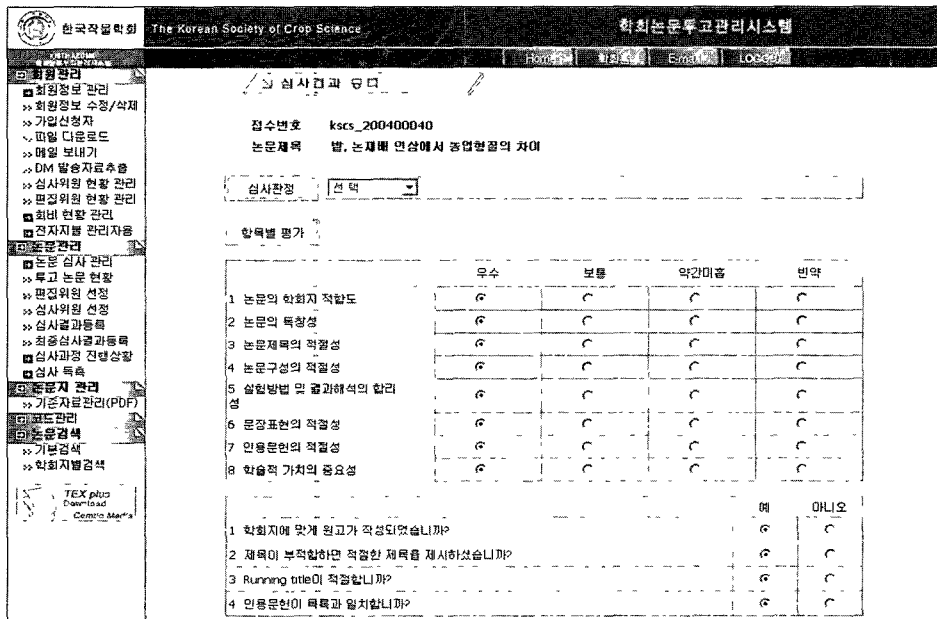 한국작물학회
The Korean Society of Crop Science
학회논문투고관리시스템
Home
E-mail
회원관리
회원정보 관리
회원정보 수정/삭제
가입신청자
파일 다운로드
메일 보내기
DM 발송자료추출
심사위원 현황 관리
편집위원 현황 관리
회비 현황 관리
전자지불 관리자용
논문관리
논문 심사 관리
투고 논문 현황
편집위원 선정
심사위원 선정
심사결과등록
최종심사결과등록
심사과정 진행상황
심사 독촉
논문지 관리
기존자료관리(PDF)
코드관리
논문검색
기본검색
학회지별검색
TEX plus
Download
심사결과
접수번호 kscs_200400040
논문제목 밭, 논재배 연상에서 농업형질의 차이
심사판정 선 택
항목별 평가
우수 보통 약간미흡 빈약
1 논문의 학회지 적합도
2 논문의 독창성
3 논문제목의 적절성
4 논문구성의 적절성
5 실험방법 및 결과해석의 합리
성
6 문장표현의 적절성
7 인용문헌의 적절성
8 학술적 가치의 중요성
예 아니오
1 학회지에 맞게 원고가 작성되었습니까?
2 제목이 부적합하면 적절한 제목을 제시하셨습니까?
3 Running title이 적절합니까?
4 인용문헌이 목록과 일치합니까?